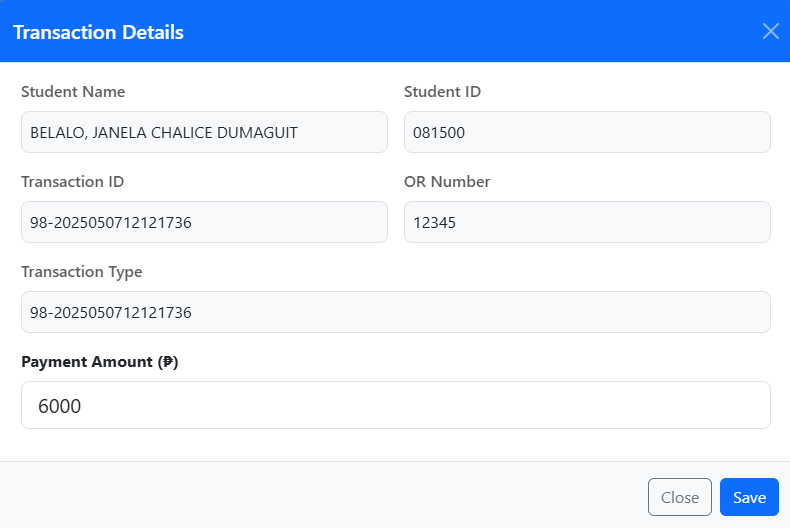 Transaction Details
Student Name
Student ID
BELALO, JANELA CHALICE DUMAGUIT
081500
Transaction ID
OR Number
98-2025050712121736
12345
Transaction Type
98-2025050712121736
Payment Amount (₱)
6000
Close
Save